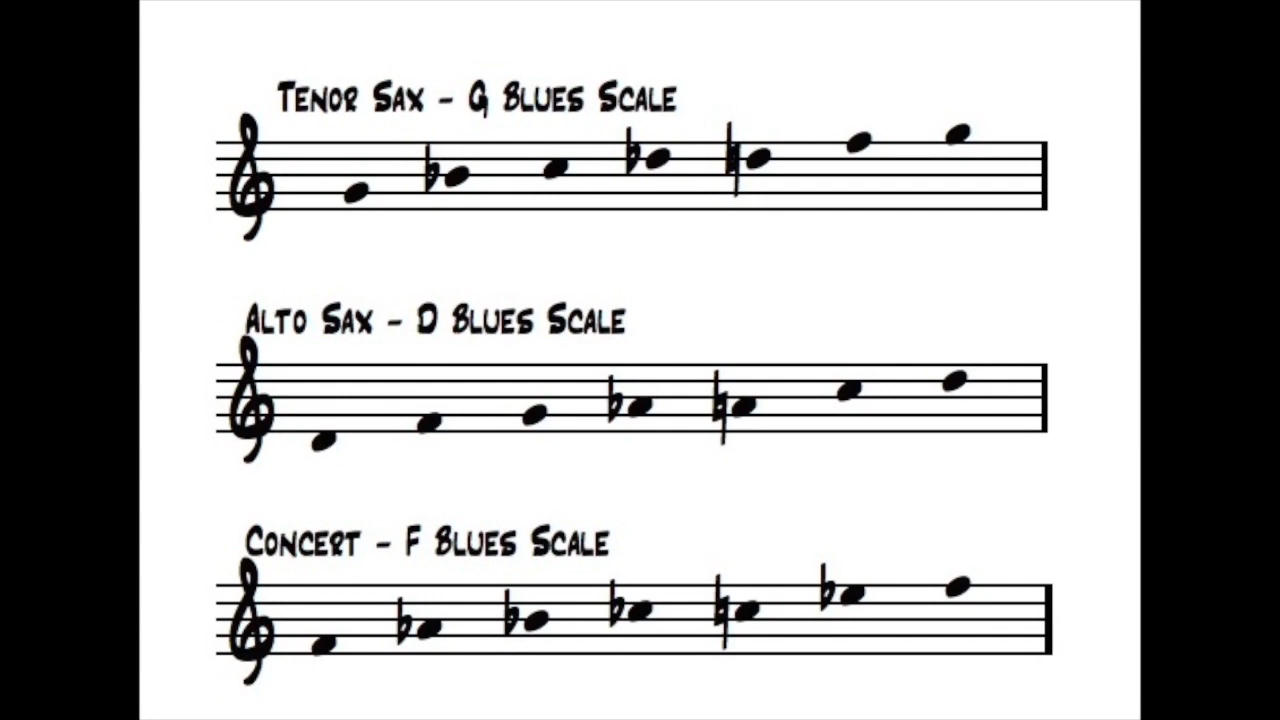 Tenor Sax - G Blues Scale
Alto Sax - D Blues Scale
Concert - F Blues Scale